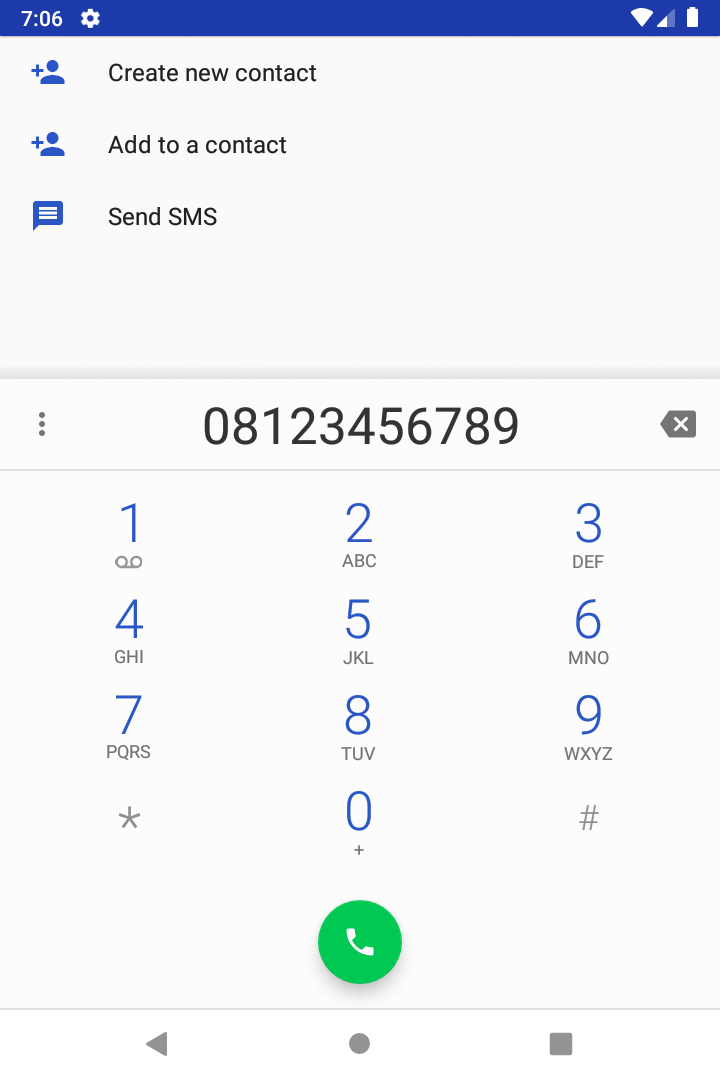 7:06
Create new contact
Add to a contact
Send SMS
08123456789
1 2 3
ABC DEF
4 5 6
GHI JKL MNO
7 8 9
PQRS TUV WXYZ
* 0 #
+